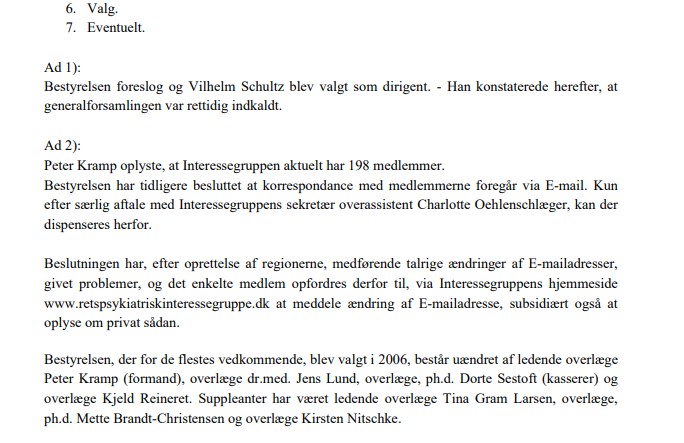 6. Valg.
7. Eventuelt.
Ad 1):
Bestyrelsen foreslog og Vilhelm Schultz blev valgt som dirigent. - Han konstaterede herefter, at
generalforsamlingen var rettidig indkaldt.
Ad 2):
Peter Kramp oplyste, at Interessegruppen aktuelt har 198 medlemmer.
Bestyrelsen har tidligere besluttet at korrespondance med medlemmerne foregår via E-mail. Kun
efter særlig aftale med Interessegruppens sekretær overassistent Charlotte Oehlenschlæger, kan der
dispenseres herfor.
Beslutningen har, efter oprettelse af regionerne, medførende talrige ændringer af E-mailadresser,
givet problemer, og det enkelte medlem opfordres derfor til, via Interessegruppens hjemmeside
www.retspsykiatriskinteressegruppe.dk at meddele ændring af E-mailadresse, subsidiært også at
oplyse om privat sådan.
Bestyrelsen, der for de flestes vedkommende, blev valgt i 2006, består uændret af ledende overlæge
Peter Kramp (formand), overlæge dr.med. Jens Lund, overlæge, ph.d. Dorte Sestoft (kasserer) og
overlæge Kjeld Reineret. Suppleanter har været ledende overlæge Tina Gram Larsen, overlæge,
ph.d. Mette Brandt-Christensen og overlæge Kirsten Nitschke.